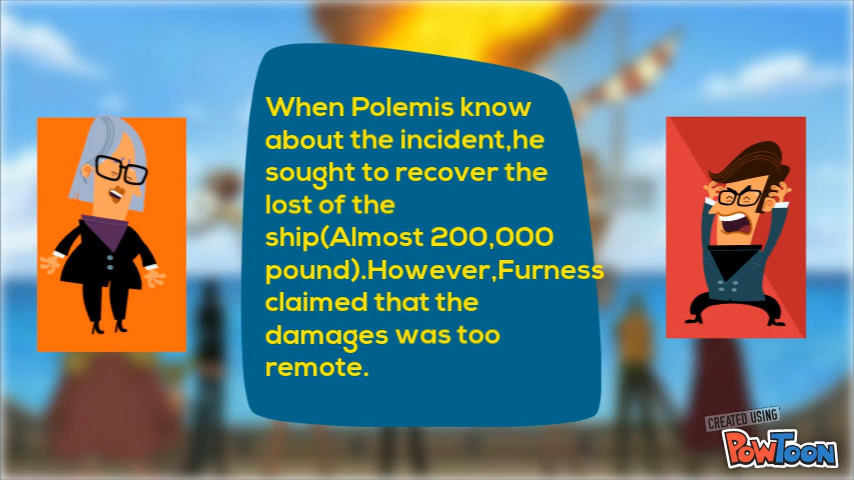 When Polemis know
about the incident,he
sought to recover the
lost of the
ship(Almost 200,000
pound).However,Furness
claimed that the
damages was too
remote.
CREATED USING
POWTOON